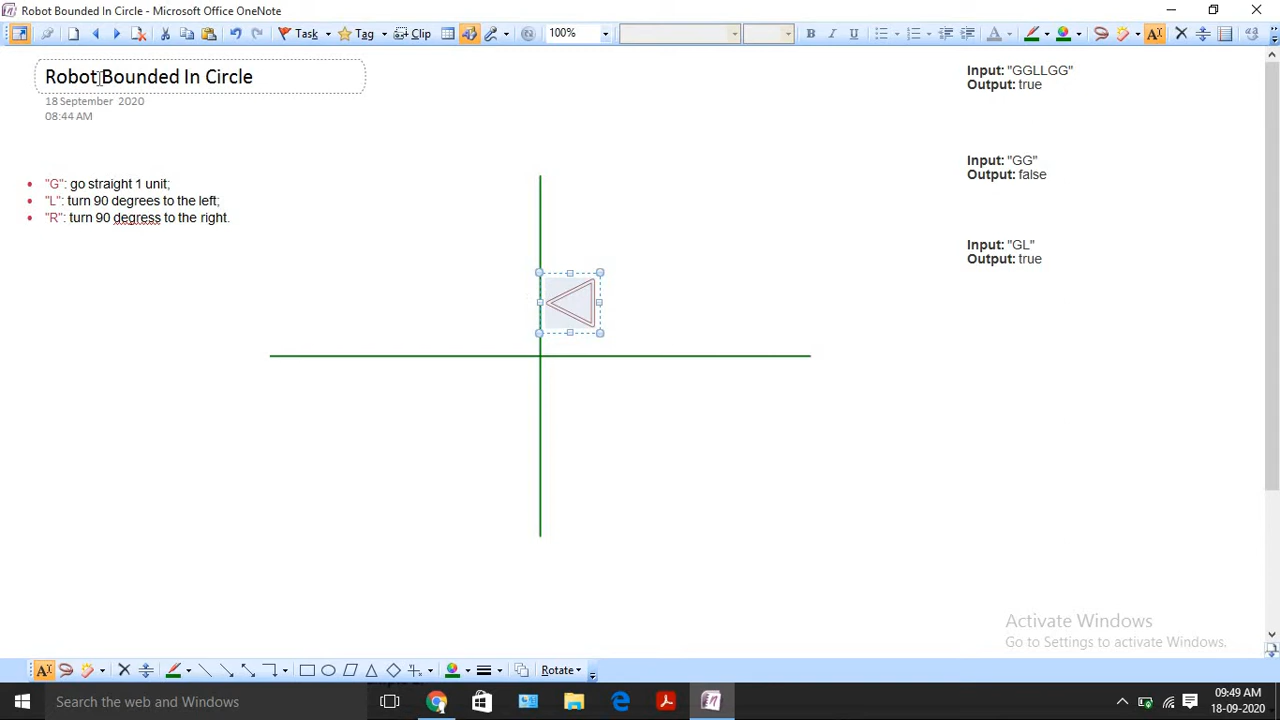 Robot Bounded In Circle - Microsoft Office OneNote
Task Tag Clip 100% B I U
Robot Bounded In Circle
18 September 2020
08:44 AM
"G": go straight 1 unit;
"L": turn 90 degrees to the left;
"R": turn 90 degress to the right.
Input: "GGLLGG"
Output: true
Input: "GG"
Output: false
Input: "GL"
Output: true
Activate Windows
Go to Settings to activate Windows.
Rotate
Search the web and Windows
09:49 AM
18-09-2020